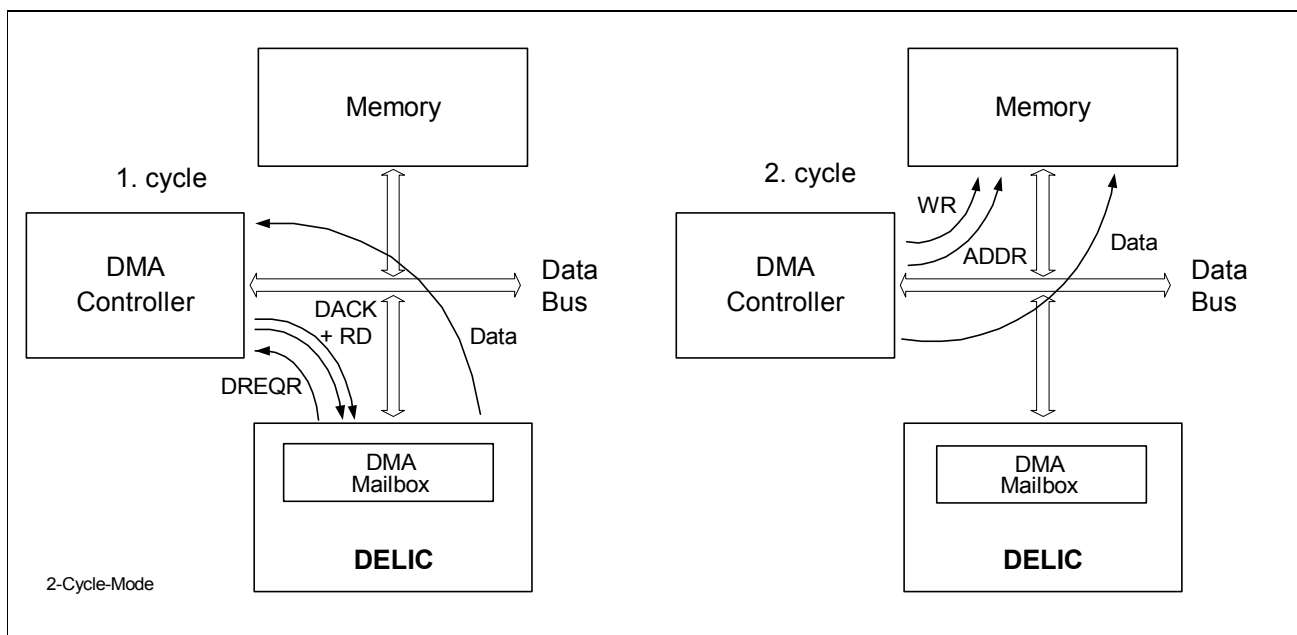 Memory
1. cycle
DMA
Controller
Data
Bus
DACK
+ RD
Data
DREQR
DMA
Mailbox
DELIC
2-Cycle-Mode
Memory
2. cycle
WR
ADDR
Data
DMA
Controller
Data
Bus
DMA
Mailbox
DELIC